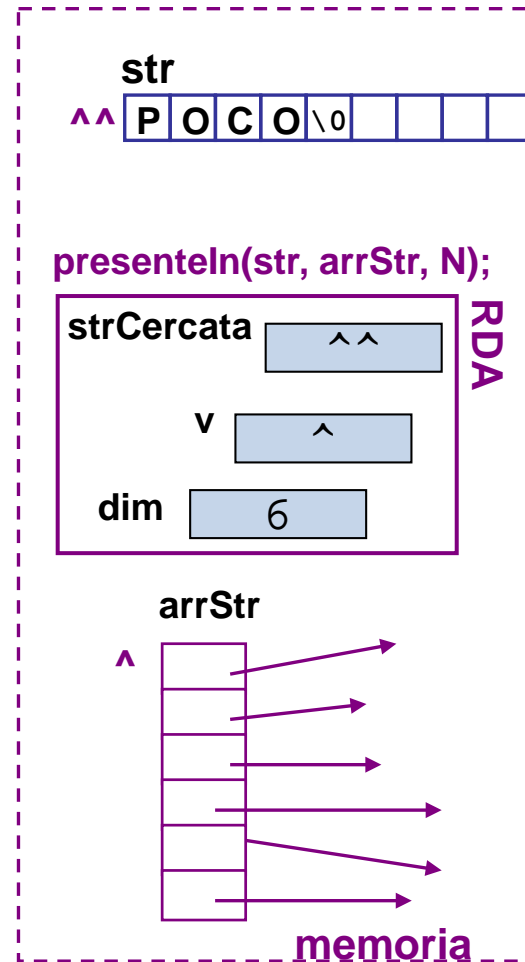 str
^^ P O C O \0
presenteIn(str, arrStr, N);
RDA
strCercata ^^
v ^
dim 6
arrStr
^
memoria